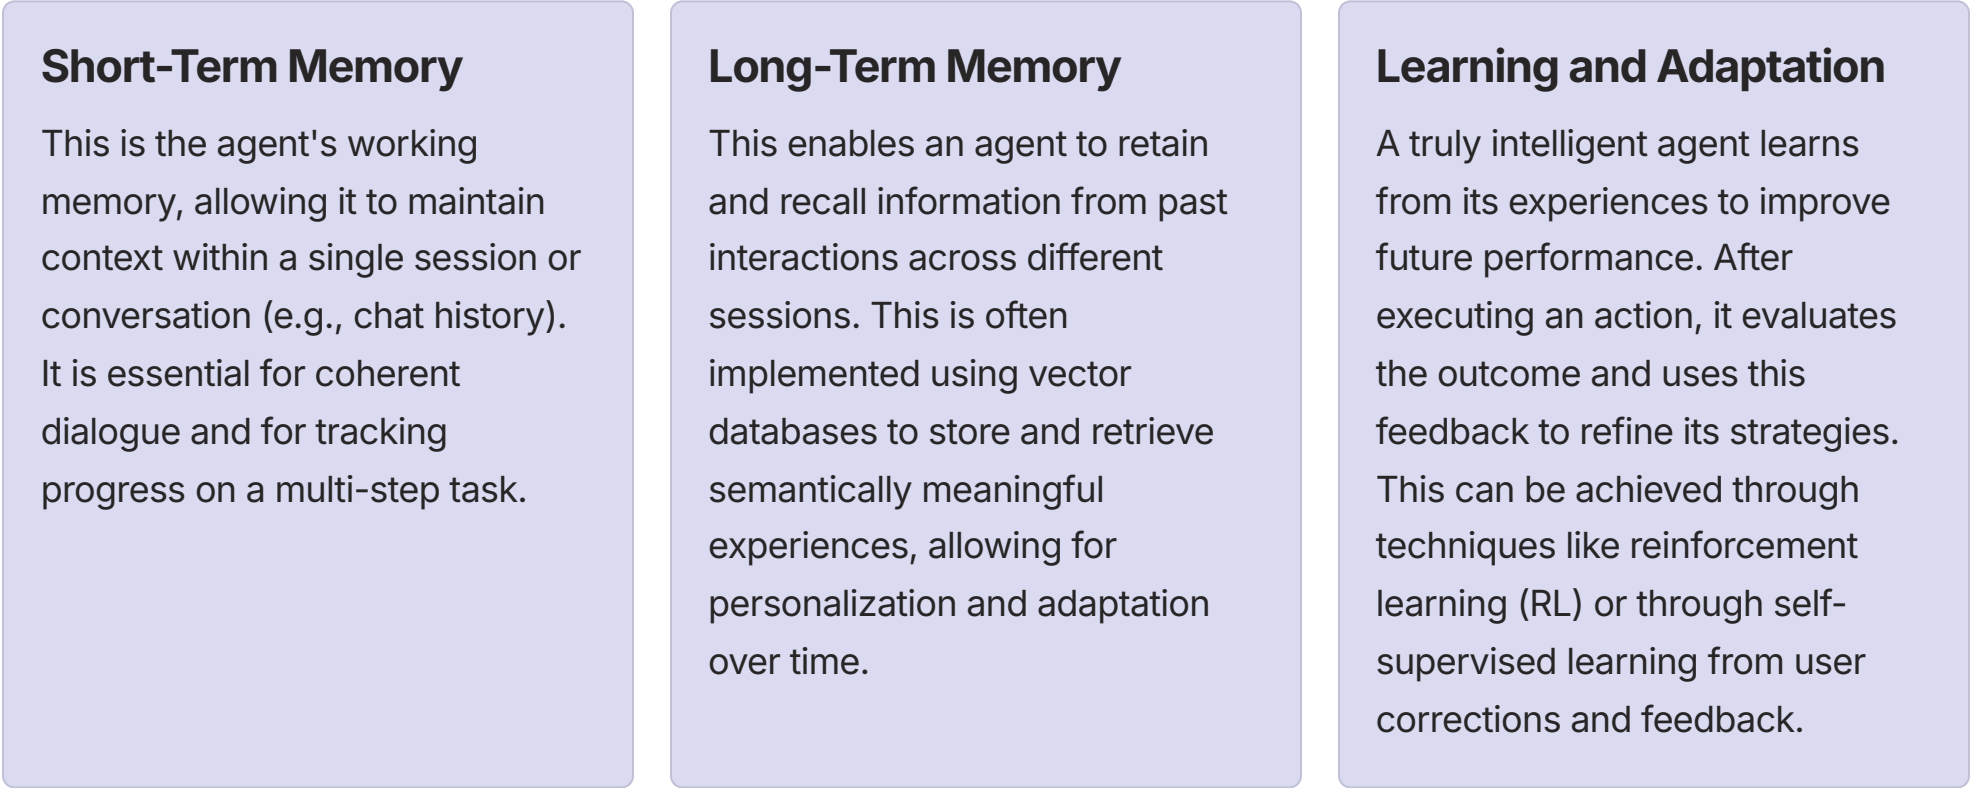 Short-Term Memory
This is the agent's working
memory, allowing it to maintain
context within a single session or
conversation (e.g., chat history).
It is essential for coherent
dialogue and for tracking
progress on a multi-step task.
Long-Term Memory
This enables an agent to retain
and recall information from past
interactions across different
sessions. This is often
implemented using vector
databases to store and retrieve
semantically meaningful
experiences, allowing for
personalization and adaptation
over time.
Learning and Adaptation
A truly intelligent agent learns
from its experiences to improve
future performance. After
executing an action, it evaluates
the outcome and uses this
feedback to refine its strategies.
This can be achieved through
techniques like reinforcement
learning (RL) or through self-
supervised learning from user
corrections and feedback.